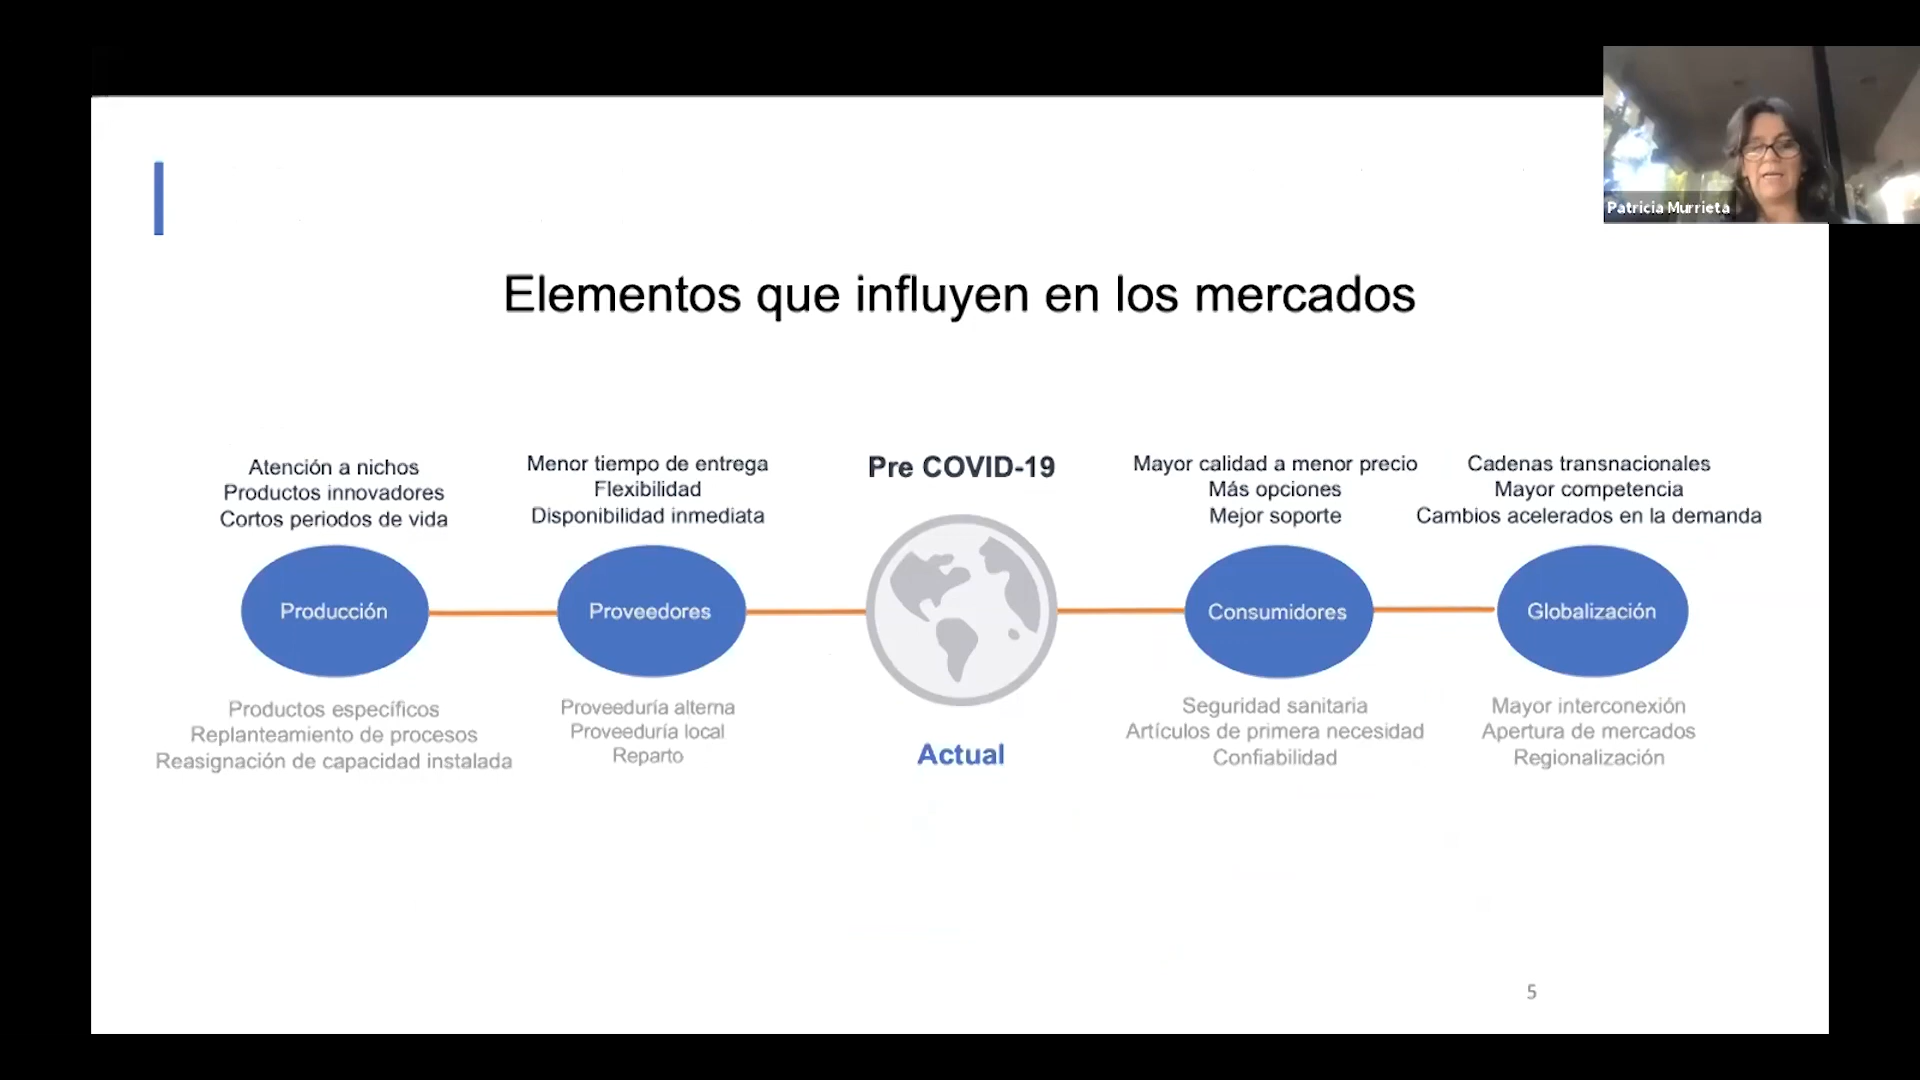 Patricia Murrieta
Elementos que influyen en los mercados
Atención a nichos
Productos innovadores
Cortos periodos de vida
Menor tiempo de entrega
Flexibilidad
Disponibilidad inmediata
Pre COVID-19
Mayor calidad a menor precio
Más opciones
Mejor soporte
Cadenas transnacionales
Mayor competencia
Cambios acelerados en la demanda
Producción
Proveedores
Consumidores
Globalización
Productos específicos
Replanteamiento de procesos
Reasignación de capacidad instalada
Proveeduría alterna
Proveeduría local
Reparto
Actual
Seguridad sanitaria
Artículos de primera necesidad
Confiabilidad
Mayor interconexión
Apertura de mercados
Regionalización
5